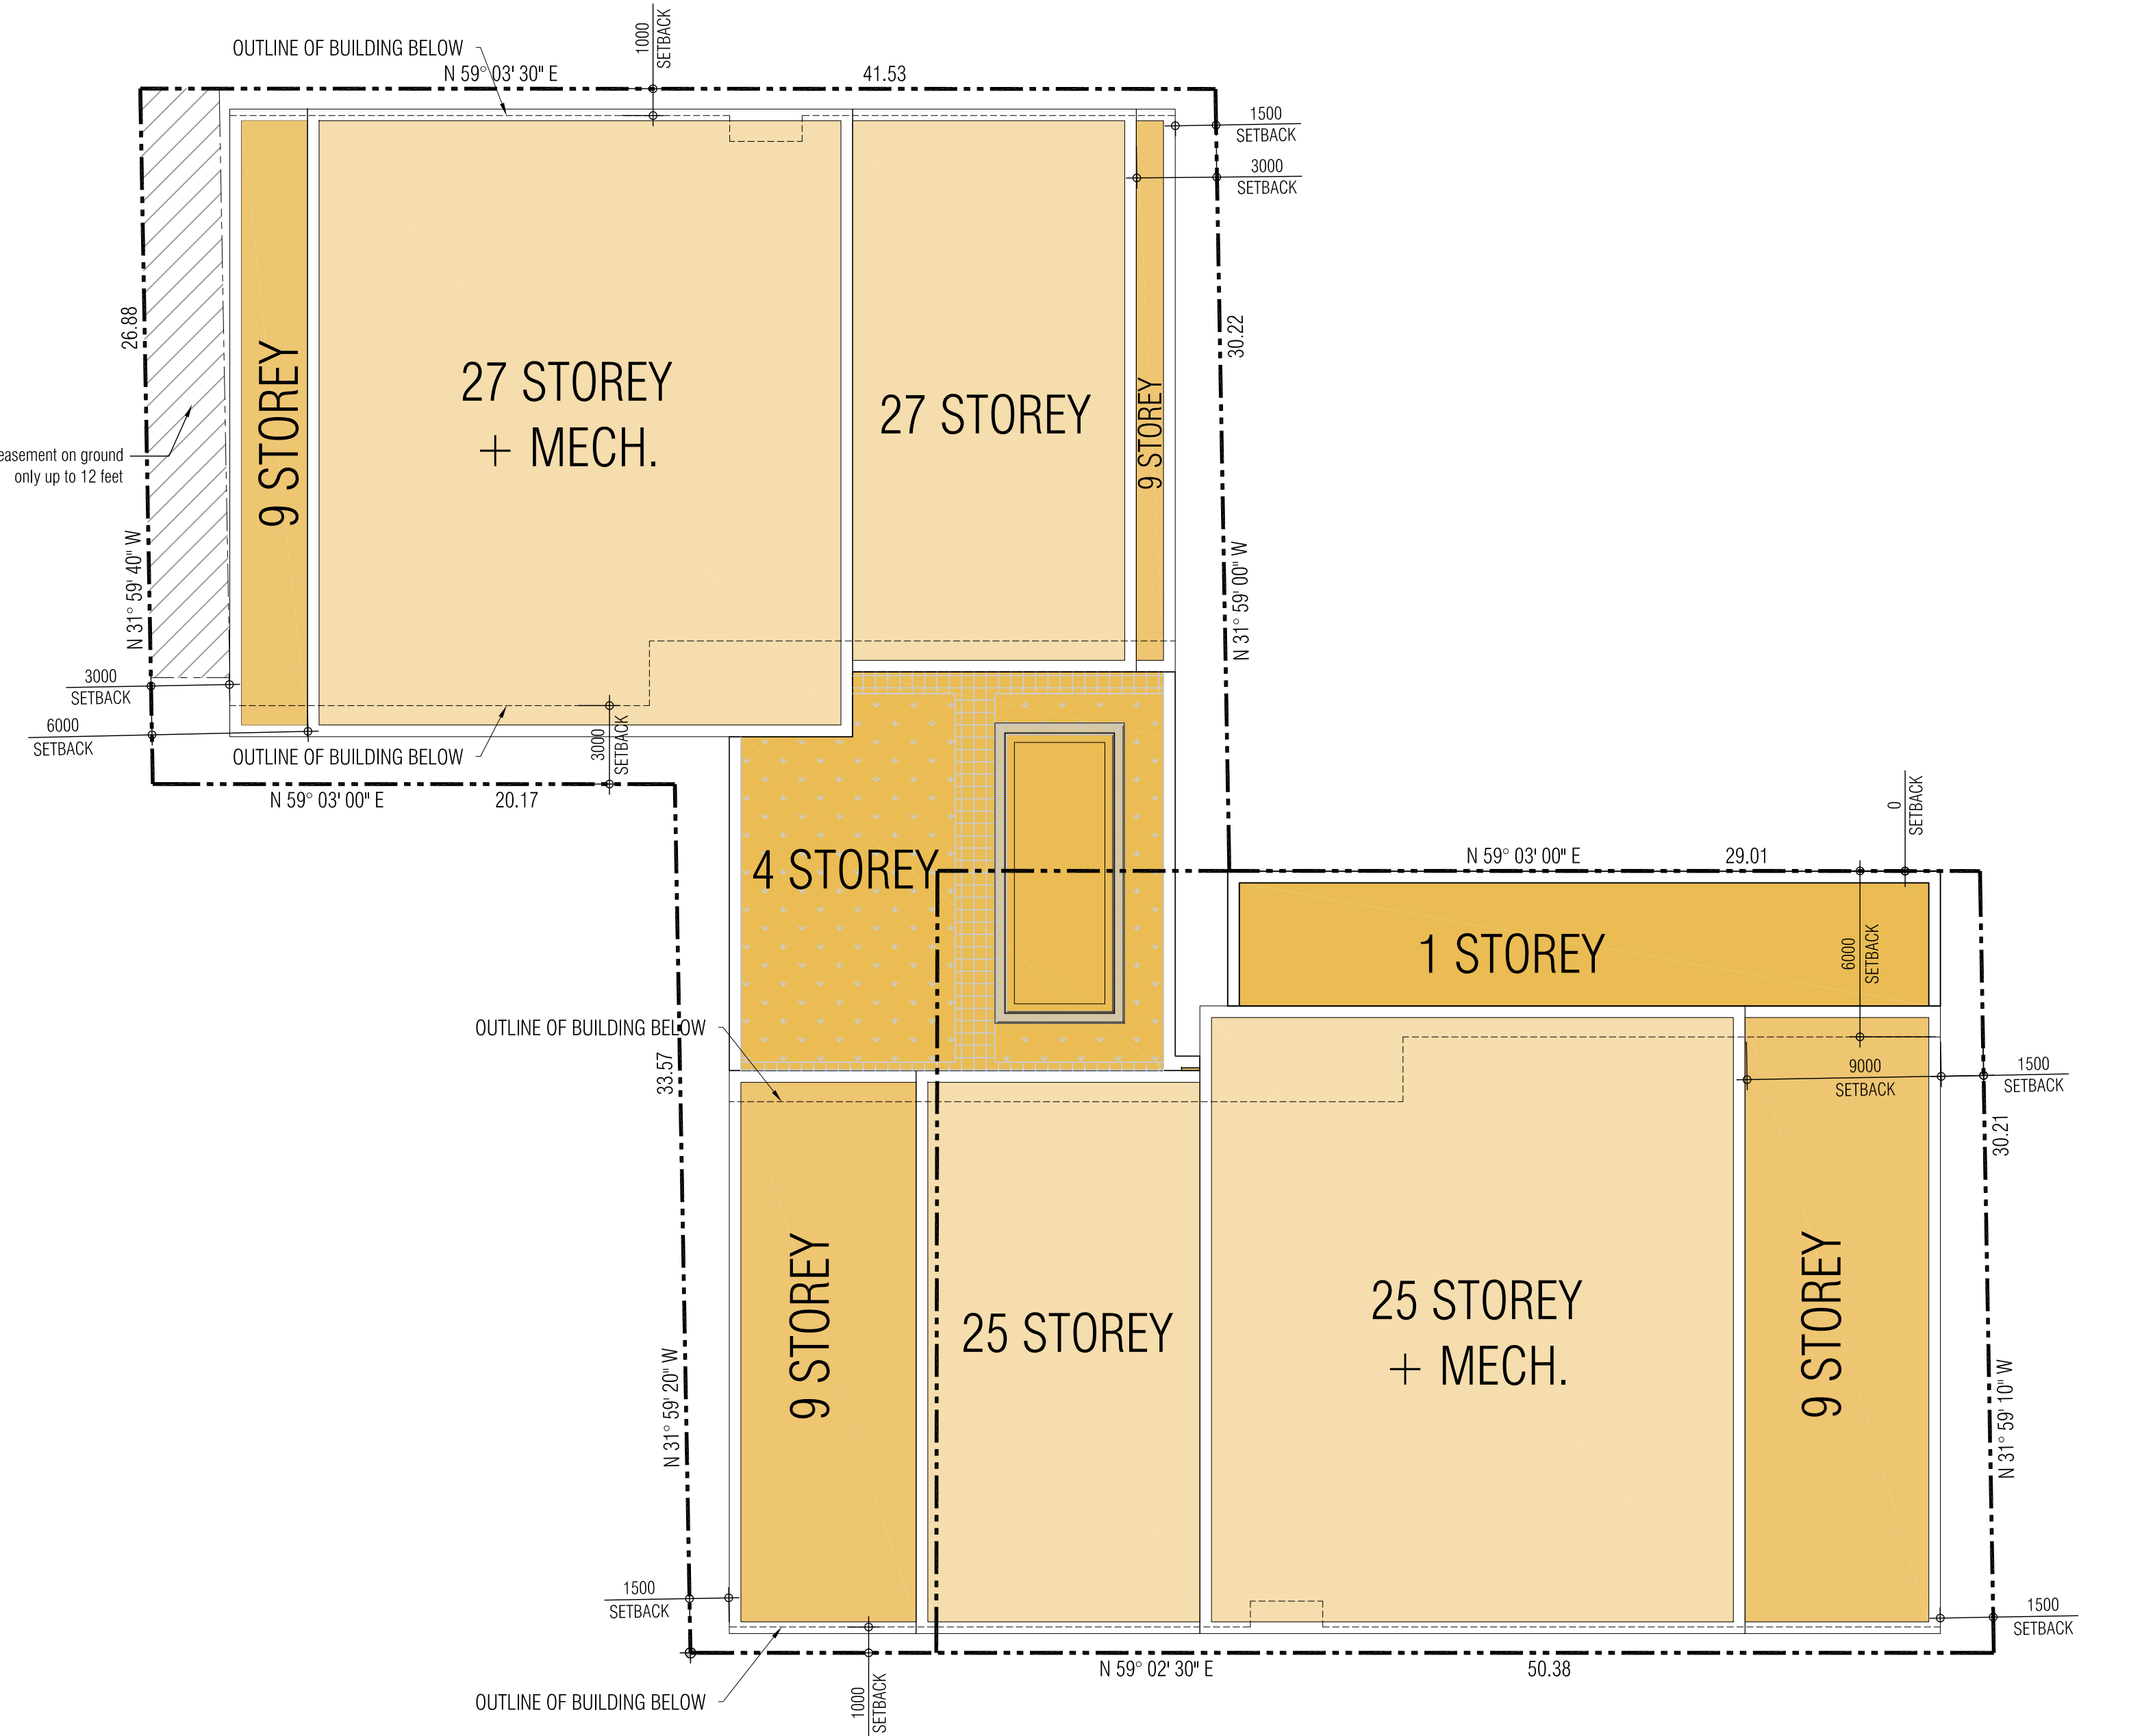 1000
SETBACK
OUTLINE OF BUILDING BELOW
N 59° 03' 30" E
41.53
1500
SETBACK
3000
SETBACK
26.88
30.22
9 STOREY
27 STOREY
+ MECH.
27 STOREY
9 STOREY
easement on ground
only up to 12 feet
N 31° 59' 40" W
N 31° 59' 00" W
3000
SETBACK
6000
SETBACK
OUTLINE OF BUILDING BELOW
3000
SETBACK
N 59° 03' 00" E
20.17
0
SETBACK
4 STOREY
N 59° 03' 00" E
29.01
1 STOREY
6000
SETBACK
OUTLINE OF BUILDING BELOW
33.57
9000
SETBACK
1500
SETBACK
30.21
9 STOREY
25 STOREY
25 STOREY
+ MECH.
9 STOREY
N 31° 59' 20" W
N 31° 59' 10" W
1500
SETBACK
1500
SETBACK
N 59° 02' 30" E
50.38
OUTLINE OF BUILDING BELOW
1000
SETBACK